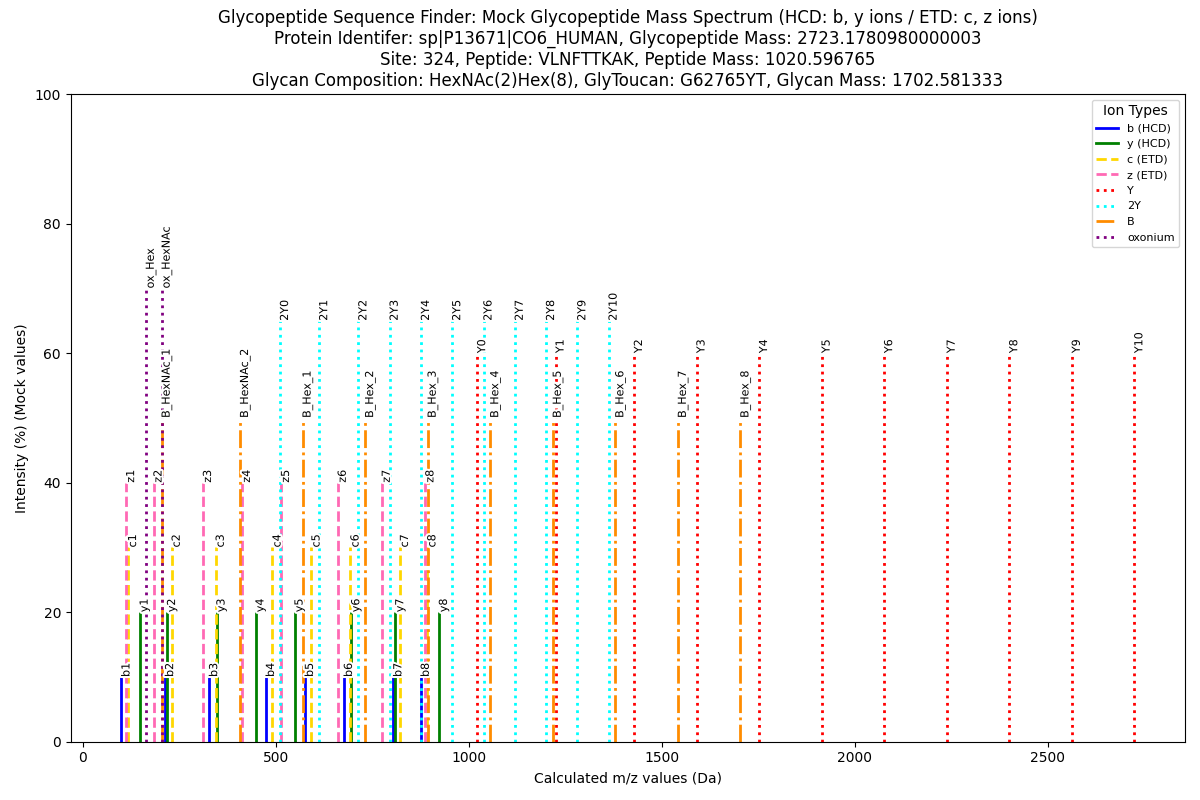 Glycopeptide Sequence Finder: Mock Glycopeptide Mass Spectrum (HCD: b, y ions / ETD: c, z ions)
Protein Identifer: sp|P13671|CO6_HUMAN, Glycopeptide Mass: 2723.1780980000003
Site: 324, Peptide: VLNFTTKAK, Peptide Mass: 1020.596765
Glycan Composition: HexNAc(2)Hex(8), GlyToucan: G62765YT, Glycan Mass: 1702.581333
100
80
60
40
20
0
Intensity (%) (Mock values)
Ion Types
b (HCD)
y (HCD)
c (ETD)
z (ETD)
Y
2Y
B
oxonium
ox_Hex
ox_HexNAc
2Y0
2Y1
2Y2
2Y3
2Y4
2Y5
2Y6
2Y7
2Y8
2Y9
2Y10
Y0
Y1
Y2
Y3
Y4
Y5
Y6
Y7
Y8
Y9
Y10
B_HexNAc_1
B_HexNAc_2
B_Hex_1
B_Hex_2
B_Hex_3
B_Hex_4
B_Hex_5
B_Hex_6
B_Hex_7
B_Hex_8
z1
z2
z3
z4
z5
z6
z7
z8
c1
c2
c3
c4
c5
c6
c7
c8
y1
y2
y3
y4
y5
y6
y7
y8
b1
b2
b3
b4
b5
b6
b7
b8
0
500
1000
1500
2000
2500
Calculated m/z values (Da)